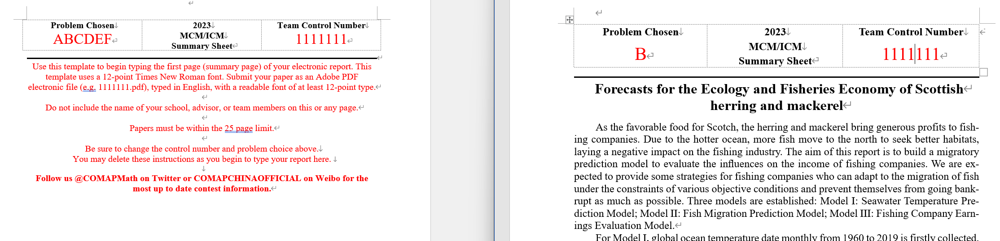 Problem Chosen
ABCDEF
2023
MCM/ICM
Summary Sheet
Team Control Number
1111111
Use this template to begin typing the first page (summary page) of your electronic report. This
template uses a 12-point Times New Roman font. Submit your paper as an Adobe PDF
electronic file (e.g. 1111111.pdf), typed in English, with a readable font of at least 12-point type.
Do not include the name of your school, advisor, or team members on this or any page.
Papers must be within the 25 page limit.
Be sure to change the control number and problem choice above.
You may delete these instructions as you begin to type your report here.
Follow us @COMAPMath on Twitter or COMAPCHINAOFFICIAL on Weibo for the
most up to date contest information.
Problem Chosen
B
2023
MCM/ICM
Summary Sheet
Team Control Number
1111111
Forecasts for the Ecology and Fisheries Economy of Scottish
herring and mackerel
As the favorable food for Scotch, the herring and mackerel bring generous profits to fish-
ing companies. Due to the hotter ocean, more fish move to the north to seek better habitats,
laying a negative impact on the fishing industry. The aim of this report is to build a migratory
prediction model to evaluate the influences on the income of fishing companies. We are ex-
pected to provide some strategies for fishing companies who can adapt to the migration of fish
under the constraints of various objective conditions and prevent themselves from going bank-
rupt as much as possible. Three models are established: Model I: Seawater Temperature Pre-
diction Model; Model II: Fish Migration Prediction Model; Model III: Fishing Company Earn-
ings Evaluation Model.
For Model I, global ocean temperature date monthly from 1960 to 2019 is firstly collected.